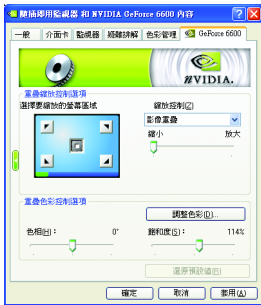 隨插即用監視器 和 NVIDIA GeForce 6600 內容
一般 介面卡 監視器 疑難排解 色彩管理 GeForce 6600
NVIDIA.
重疊縮放控制選項
選擇要縮放的螢幕區域
縮放控制(Z)
影像重疊
縮小 放大
重疊色彩控制選項
調整色彩(D)...
色相(H): 0°
飽和度(S): 114%
還原預設值(R)
確定 取消 套用(A)